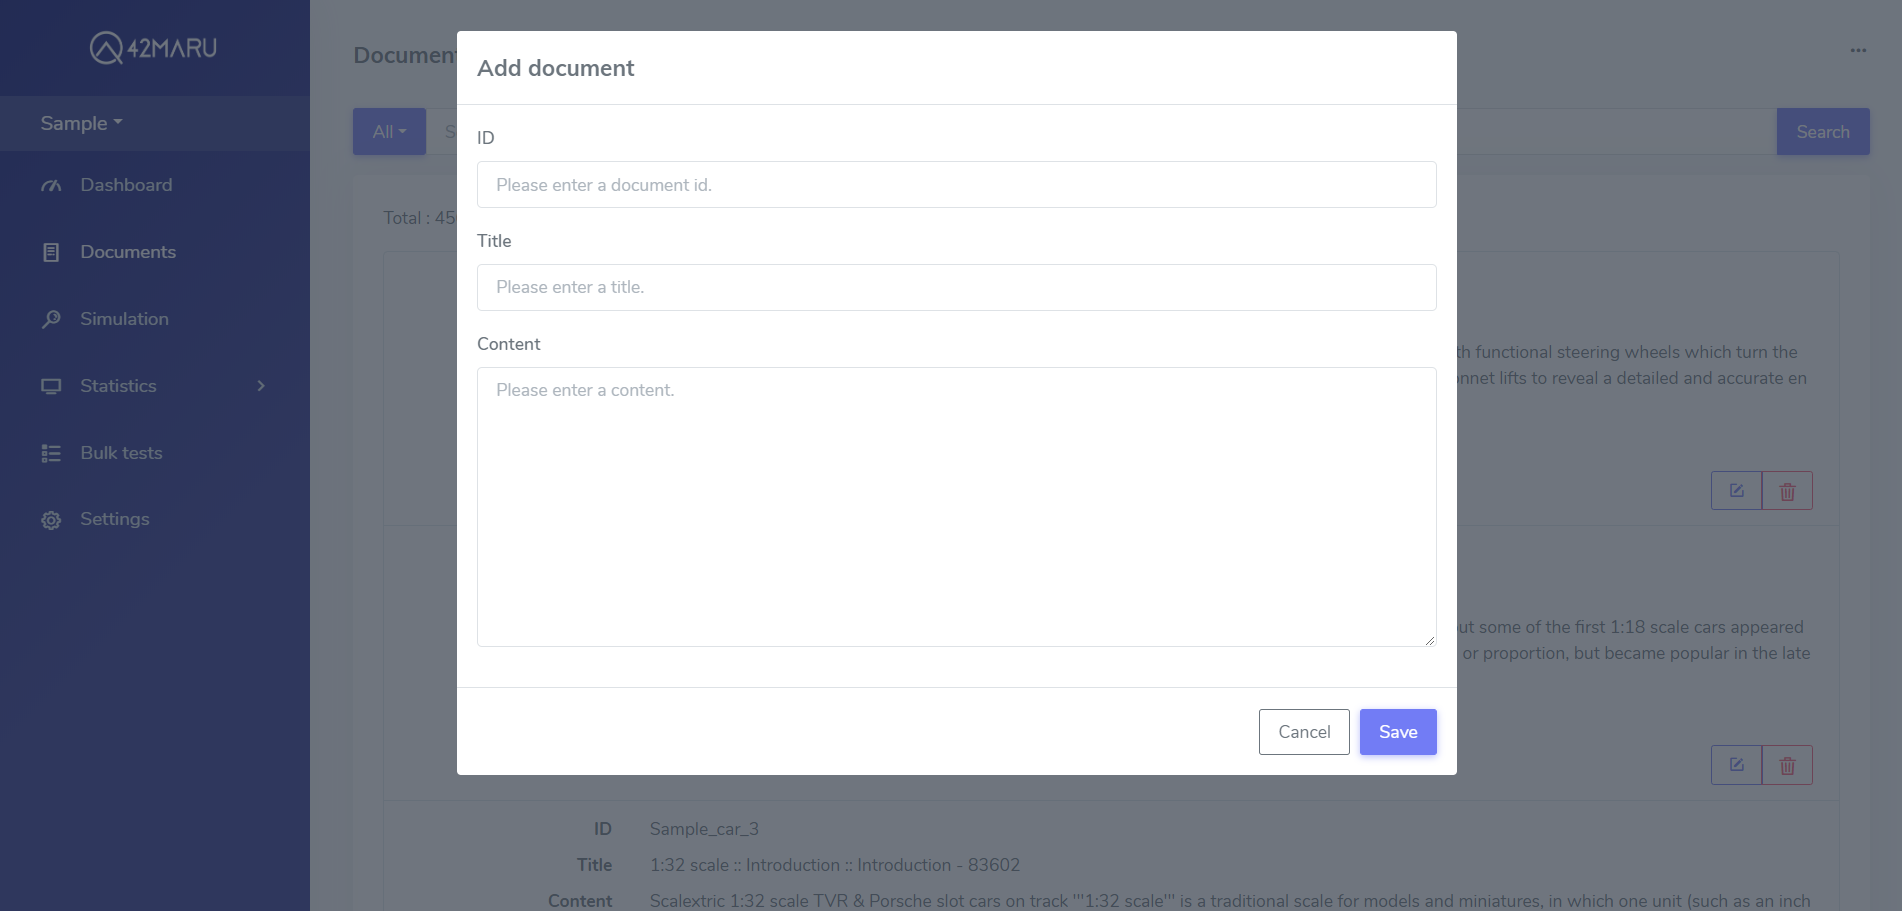 42MARU
Sample
Dashboard
Documents
Simulation
Statistics
Bulk tests
Settings
Documen
All
S
Search
Total : 45
th functional steering wheels which turn the
nnet lifts to reveal a detailed and accurate en
ut some of the first 1:18 scale cars appeared
or proportion, but became popular in the late
ID Sample_car_3
Title 1:32 scale :: Introduction :: Introduction - 83602
Content Scalextric 1:32 scale TVR & Porsche slot cars on track '"1:32 scale"' is a traditional scale for models and miniatures, in which one unit (such as an inch
Add document
ID
Please enter a document id.
Title
Please enter a title.
Content
Please enter a content.
Cancel
Save